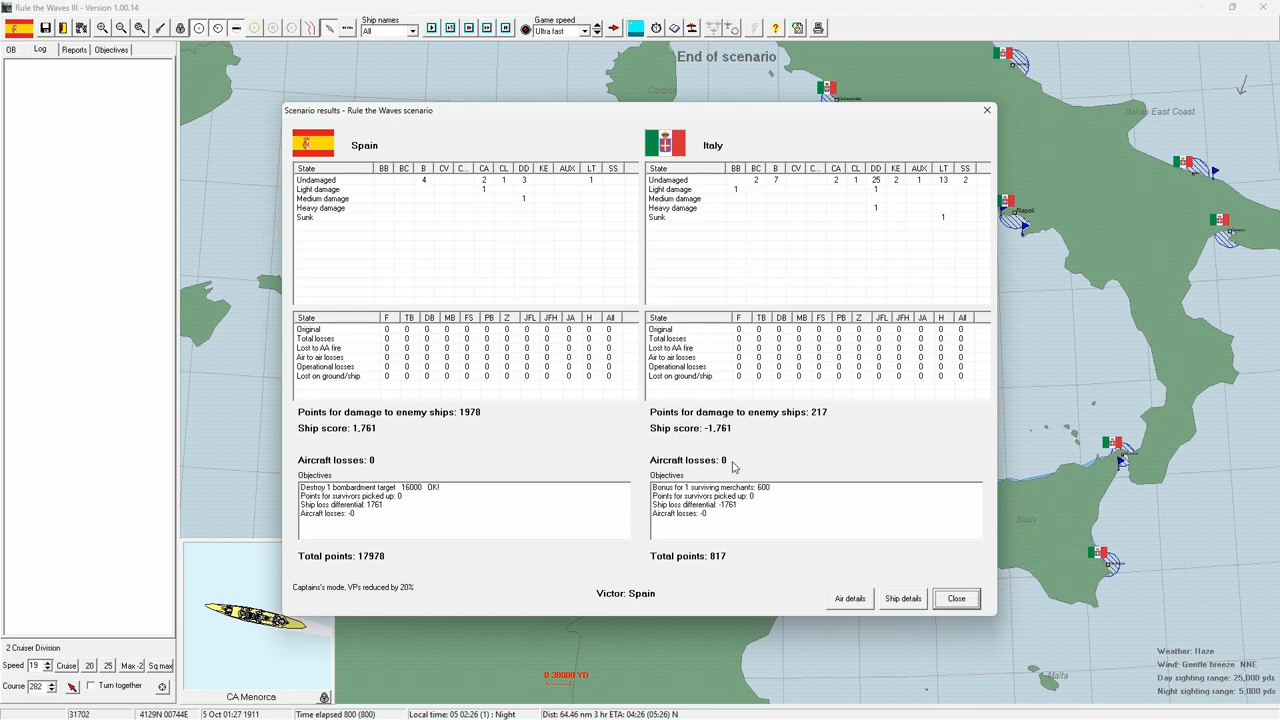 Rule the Waves III - Version 1.00.14
Ship names
All
Game speed
Ultra fast
OB Log Reports Objectives
End of scenario
Corsica
Italian East Coast
Napoli
Sicily
Malta
Scenario results - Rule the Waves scenario
Spain
State BB BC B CV C... CA CL DD KE AUX LT SS
Undamaged 4 2 1 3 1
Light damage 1
Medium damage 1
Heavy damage
Sunk
Italy
State BB BC B CV C... CA CL DD KE AUX LT SS
Undamaged 2 7 2 1 25 2 1 13 2
Light damage 1 1
Medium damage
Heavy damage 1
Sunk 1
State F TB DB MB FS PB Z JFL JFH JA H All
Original 0 0 0 0 0 0 0 0 0 0 0 0
Total losses 0 0 0 0 0 0 0 0 0 0 0 0
Lost to AA fire 0 0 0 0 0 0 0 0 0 0 0 0
Air to air losses 0 0 0 0 0 0 0 0 0 0 0 0
Operational losses 0 0 0 0 0 0 0 0 0 0 0 0
Lost on ground/ship 0 0 0 0 0 0 0 0 0 0 0 0
State F TB DB MB FS PB Z JFL JFH JA H All
Original 0 0 0 0 0 0 0 0 0 0 0 0
Total losses 0 0 0 0 0 0 0 0 0 0 0 0
Lost to AA fire 0 0 0 0 0 0 0 0 0 0 0 0
Air to air losses 0 0 0 0 0 0 0 0 0 0 0 0
Operational losses 0 0 0 0 0 0 0 0 0 0 0 0
Lost on ground/ship 0 0 0 0 0 0 0 0 0 0 0 0
Points for damage to enemy ships: 1978
Ship score: 1,761
Aircraft losses: 0
Objectives
Destroy 1 bombardment target 16000 OK!
Points for survivors picked up: 0
Ship loss differential: 1761
Aircraft losses: -0
Total points: 17978
Points for damage to enemy ships: 217
Ship score: -1,761
Aircraft losses: 0
Objectives
Bonus for 1 surviving merchants: 600
Points for survivors picked up: 0
Ship loss differential: -1761
Aircraft losses: -0
Total points: 817
Captains's mode, VPs reduced by 20%
Victor: Spain
Air details Ship details Close
2 Cruiser Division
Speed 19 Cruise 20 25 Max -2 Sq max
Course 282 Turn together
CA Menorca
0 30000 YD
Weather: Haze
Wind: Gentle breeze NNE
Day sighting range: 25,000 yds
Night sighting range: 5,000 yds
31702 4129N 00744E 5 Oct 01:27 1911 Time elapsed 800 (800) Local time: 05 02:26 (1) : Night Dist: 64.46 nm 3 hr ETA: 04:26 (05:26) N